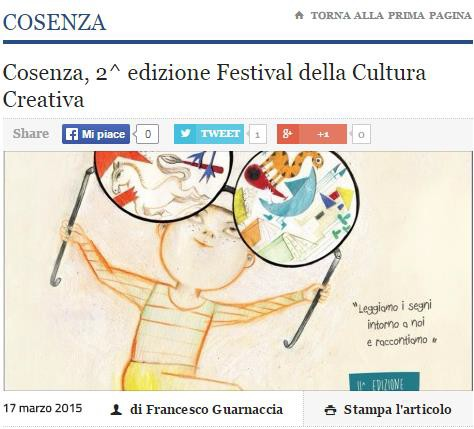 COSENZA
TORNA ALLA PRIMA PAGINA
Cosenza, 2^ edizione Festival della Cultura
Creativa
Share
Mi piace
0
TWEET
1
+1
0
"Leggiamo i segni
intorno a noi
e raccontiamo"
II^ EDIZIONE
17 marzo 2015
di Francesco Guarnaccia
Stampa l'articolo